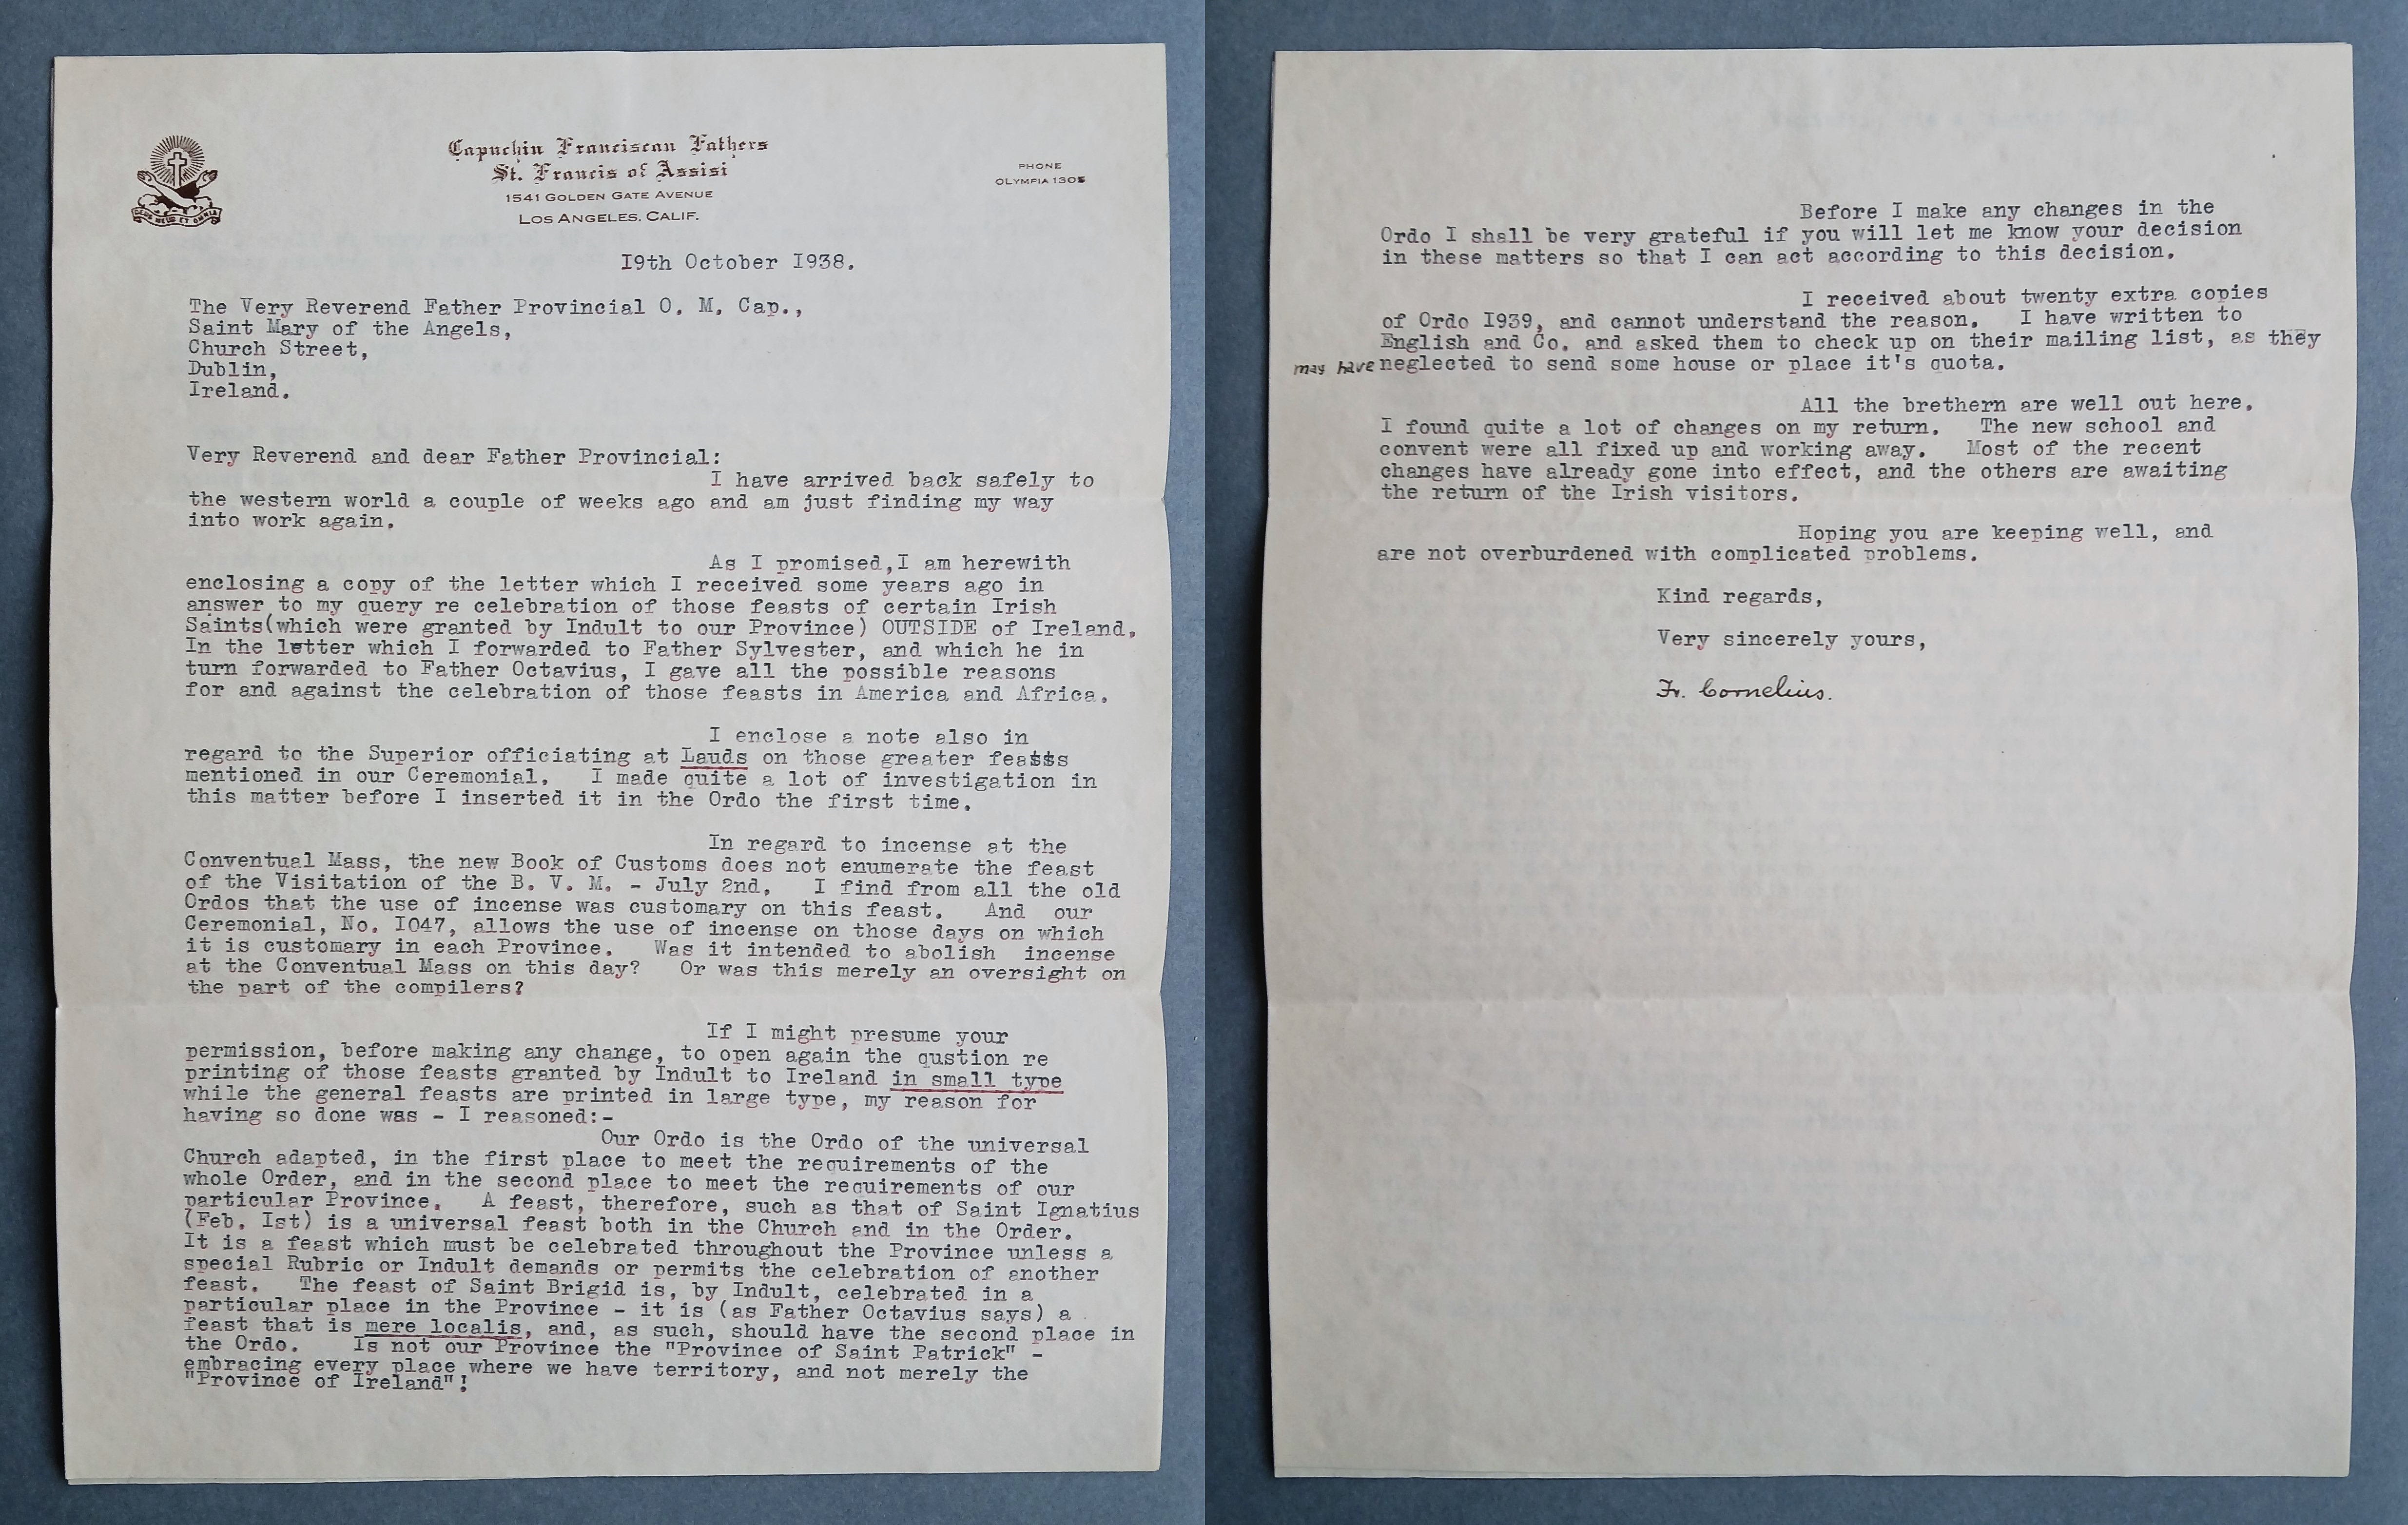 Capuchin Franciscan Fathers
St. Francis of Assisi
1541 GOLDEN GATE AVENUE
LOS ANGELES, CALIF.
PHONE
OLYMPIA 1305
DEUS MEUS ET OMNIA
I9th October I938.
The Very Reverend Father Provincial O. M. Cap.,
Saint Mary of the Angels,
Church Street,
Dublin,
Ireland.
Very Reverend and dear Father Provincial:
I have arrived back safely to
the western world a couple of weeks ago and am just finding my way
into work again.
As I promised,I am herewith
enclosing a copy of the letter which I received some years ago in
answer to my query re celebration of those feasts of certain Irish
Saints(which were granted by Indult to our Province) OUTSIDE of Ireland.
In the letter which I forwarded to Father Sylvester, and which he in
turn forwarded to Father Octavius, I gave all the possible reasons
for and against the celebration of those feasts in America and Africa.
I enclose a note also in
regard to the Superior officiating at Lauds on those greater fea$$s
mentioned in our Ceremonial. I made quite a lot of investigation in
this matter before I inserted it in the Ordo the first time.
In regard to incense at the
Conventual Mass, the new Book of Customs does not enumerate the feast
of the Visitation of the B. V. M. - July 2nd. I find from all the old
Ordos that the use of incense was customary on this feast. And our
Ceremonial, No. I047, allows the use of incense on those days on which
it is customary in each Province. Was it intended to abolish incense
at the Conventual Mass on this day? Or was this merely an oversight on
the part of the compilers?
If I might presume your
permission, before making any change, to open again the qustion re
printing of those feasts granted by Indult to Ireland in small type
while the general feasts are printed in large type, my reason for
having so done was - I reasoned:-
Our Ordo is the Ordo of the universal
Church adapted, in the first place to meet the requirements of the
whole Order, and in the second place to meet the requirements of our
particular Province. A feast, therefore, such as that of Saint Ignatius
(Feb. Ist) is a universal feast both in the Church and in the Order.
It is a feast which must be celebrated throughout the Province unless a
special Rubric or Indult demands or permits the celebration of another
feast. The feast of Saint Brigid is, by Indult, celebrated in a
particular place in the Province - it is (as Father Octavius says) a
feast that is mere localis, and, as such, should have the second place in
the Ordo. Is not our Province the "Province of Saint Patrick" -
embracing every place where we have territory, and not merely the
"Province of Ireland"!
Before I make any changes in the
Ordo I shall be very grateful if you will let me know your decision
in these matters so that I can act according to this decision.
I received about twenty extra copies
of Ordo I939, and cannot understand the reason. I have written to
English and Co. and asked them to check up on their mailing list, as they
may have neglected to send some house or place it's quota.
All the brethern are well out here.
I found quite a lot of changes on my return. The new school and
convent were all fixed up and working away. Most of the recent
changes have already gone into effect, and the others are awaiting
the return of the Irish visitors.
Hoping you are keeping well, and
are not overburdened with complicated problems.
Kind regards,
Very sincerely yours,
Fr. Cornelius.